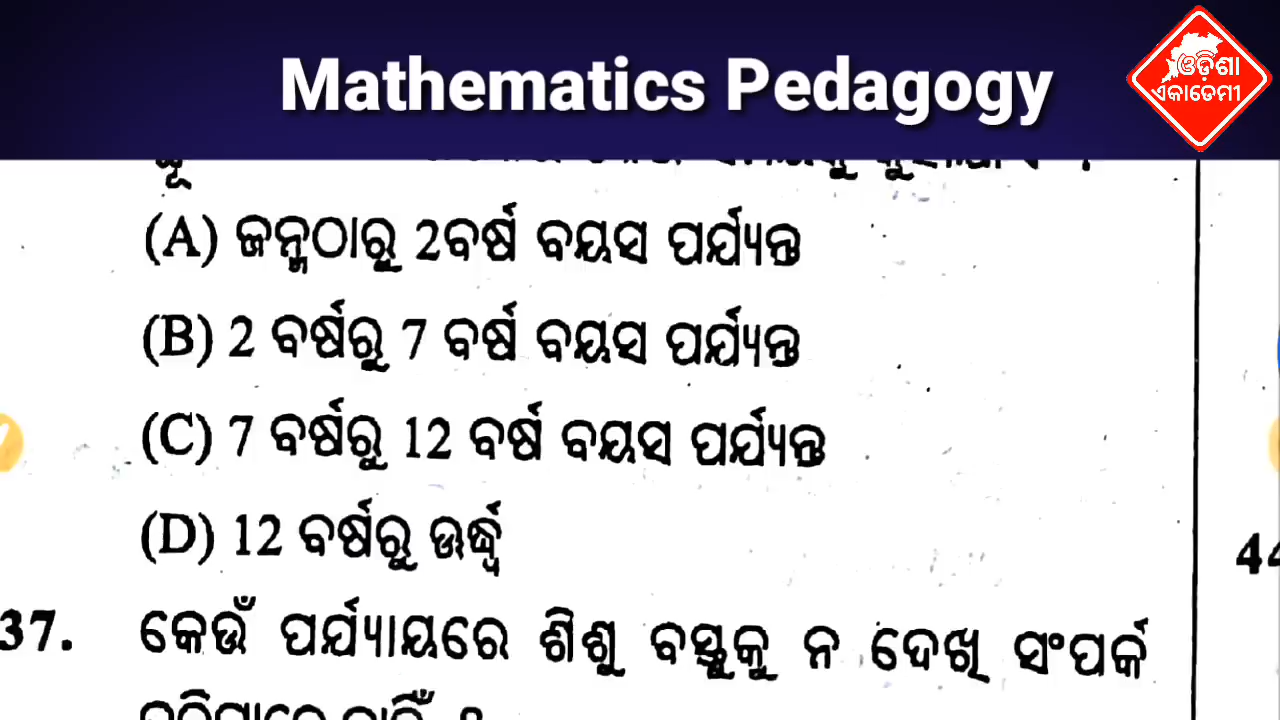 Mathematics Pedagogy
ଓଡ଼ିଶା
ଏକାଡେମୀ
(A) ଜନ୍ମଠାରୁ 2ବର୍ଷ ବୟସ ପର୍ଯ୍ୟନ୍ତ
(B) 2 ବର୍ଷରୁ 7 ବର୍ଷ ବୟସ ପର୍ଯ୍ୟନ୍ତ
(C) 7 ବର୍ଷରୁ 12 ବର୍ଷ ବୟସ ପର୍ଯ୍ୟନ୍ତ
(D) 12 ବର୍ଷରୁ ଊର୍ଦ୍ଧ୍ୱ
37. କେଉଁ ପର୍ଯ୍ୟାୟରେ ଶିଶୁ ବସ୍ତୁକୁ ନ ଦେଖି ସଂପର୍କ